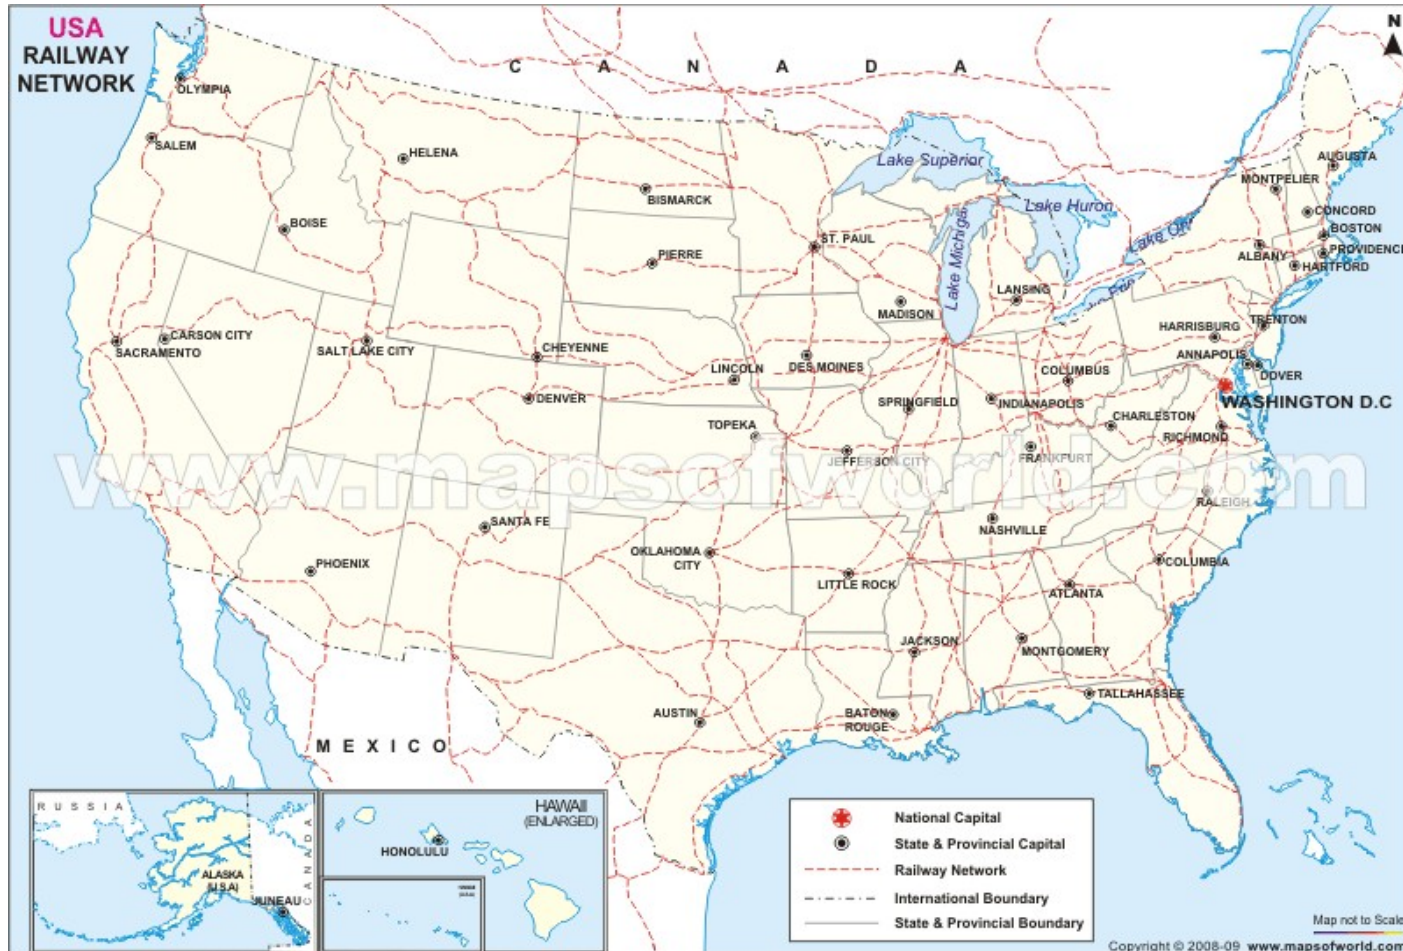 USA
RAILWAY
NETWORK
N
C A N A D A
OLYMPIA
SALEM
HELENA
BISMARCK
BOISE
PIERRE
ST. PAUL
Lake Superior
Lake Huron
Lake Michigan
AUGUSTA
MONTPELIER
CONCORD
BOSTON
PROVIDENCE
ALBANY
HARTFORD
LANSING
MADISON
CARSON CITY
SACRAMENTO
SALT LAKE CITY
CHEYENNE
DENVER
LINCOLN
DES MOINES
HARRISBURG
TRENTON
ANNAPOLIS
DOVER
COLUMBUS
SPRINGFIELD
INDIANAPOLIS
WASHINGTON D.C
CHARLESTON
RICHMOND
TOPEKA
JEFFERSON CITY
FRANKFURT
www.mapsofworld.com
RALEIGH
SANTA FE
NASHVILLE
OKLAHOMA
CITY
PHOENIX
LITTLE ROCK
COLUMBIA
ATLANTA
JACKSON
MONTGOMERY
TALLAHASSEE
AUSTIN
BATON
ROUGE
M E X I C O
R U S S I A
C A N A D A
ALASKA
(U.S.A)
JUNEAU
HAWAII
(ENLARGED)
HONOLULU
National Capital
State & Provincial Capital
Railway Network
International Boundary
State & Provincial Boundary
Map not to Scale
Copyright © 2008-09 www.mapsofworld.com